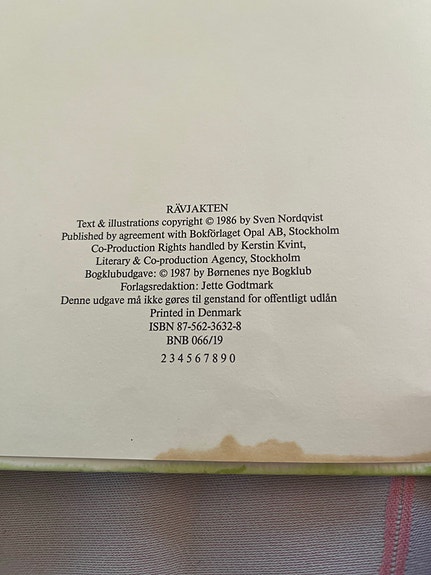 RÄVJAKTEN
Text & illustrations copyright © 1986 by Sven Nordqvist
Published by agreement with Bokförlaget Opal AB, Stockholm
Co-Production Rights handled by Kerstin Kvint,
Literary & Co-production Agency, Stockholm
Bogklubudgave: © 1987 by Børnenes nye Bogklub
Forlagsredaktion: Jette Godtmark
Denne udgave må ikke gøres til genstand for offentligt udlån
Printed in Denmark
ISBN 87-562-3632-8
BNB 066/19
2 3 4 5 6 7 8 9 0